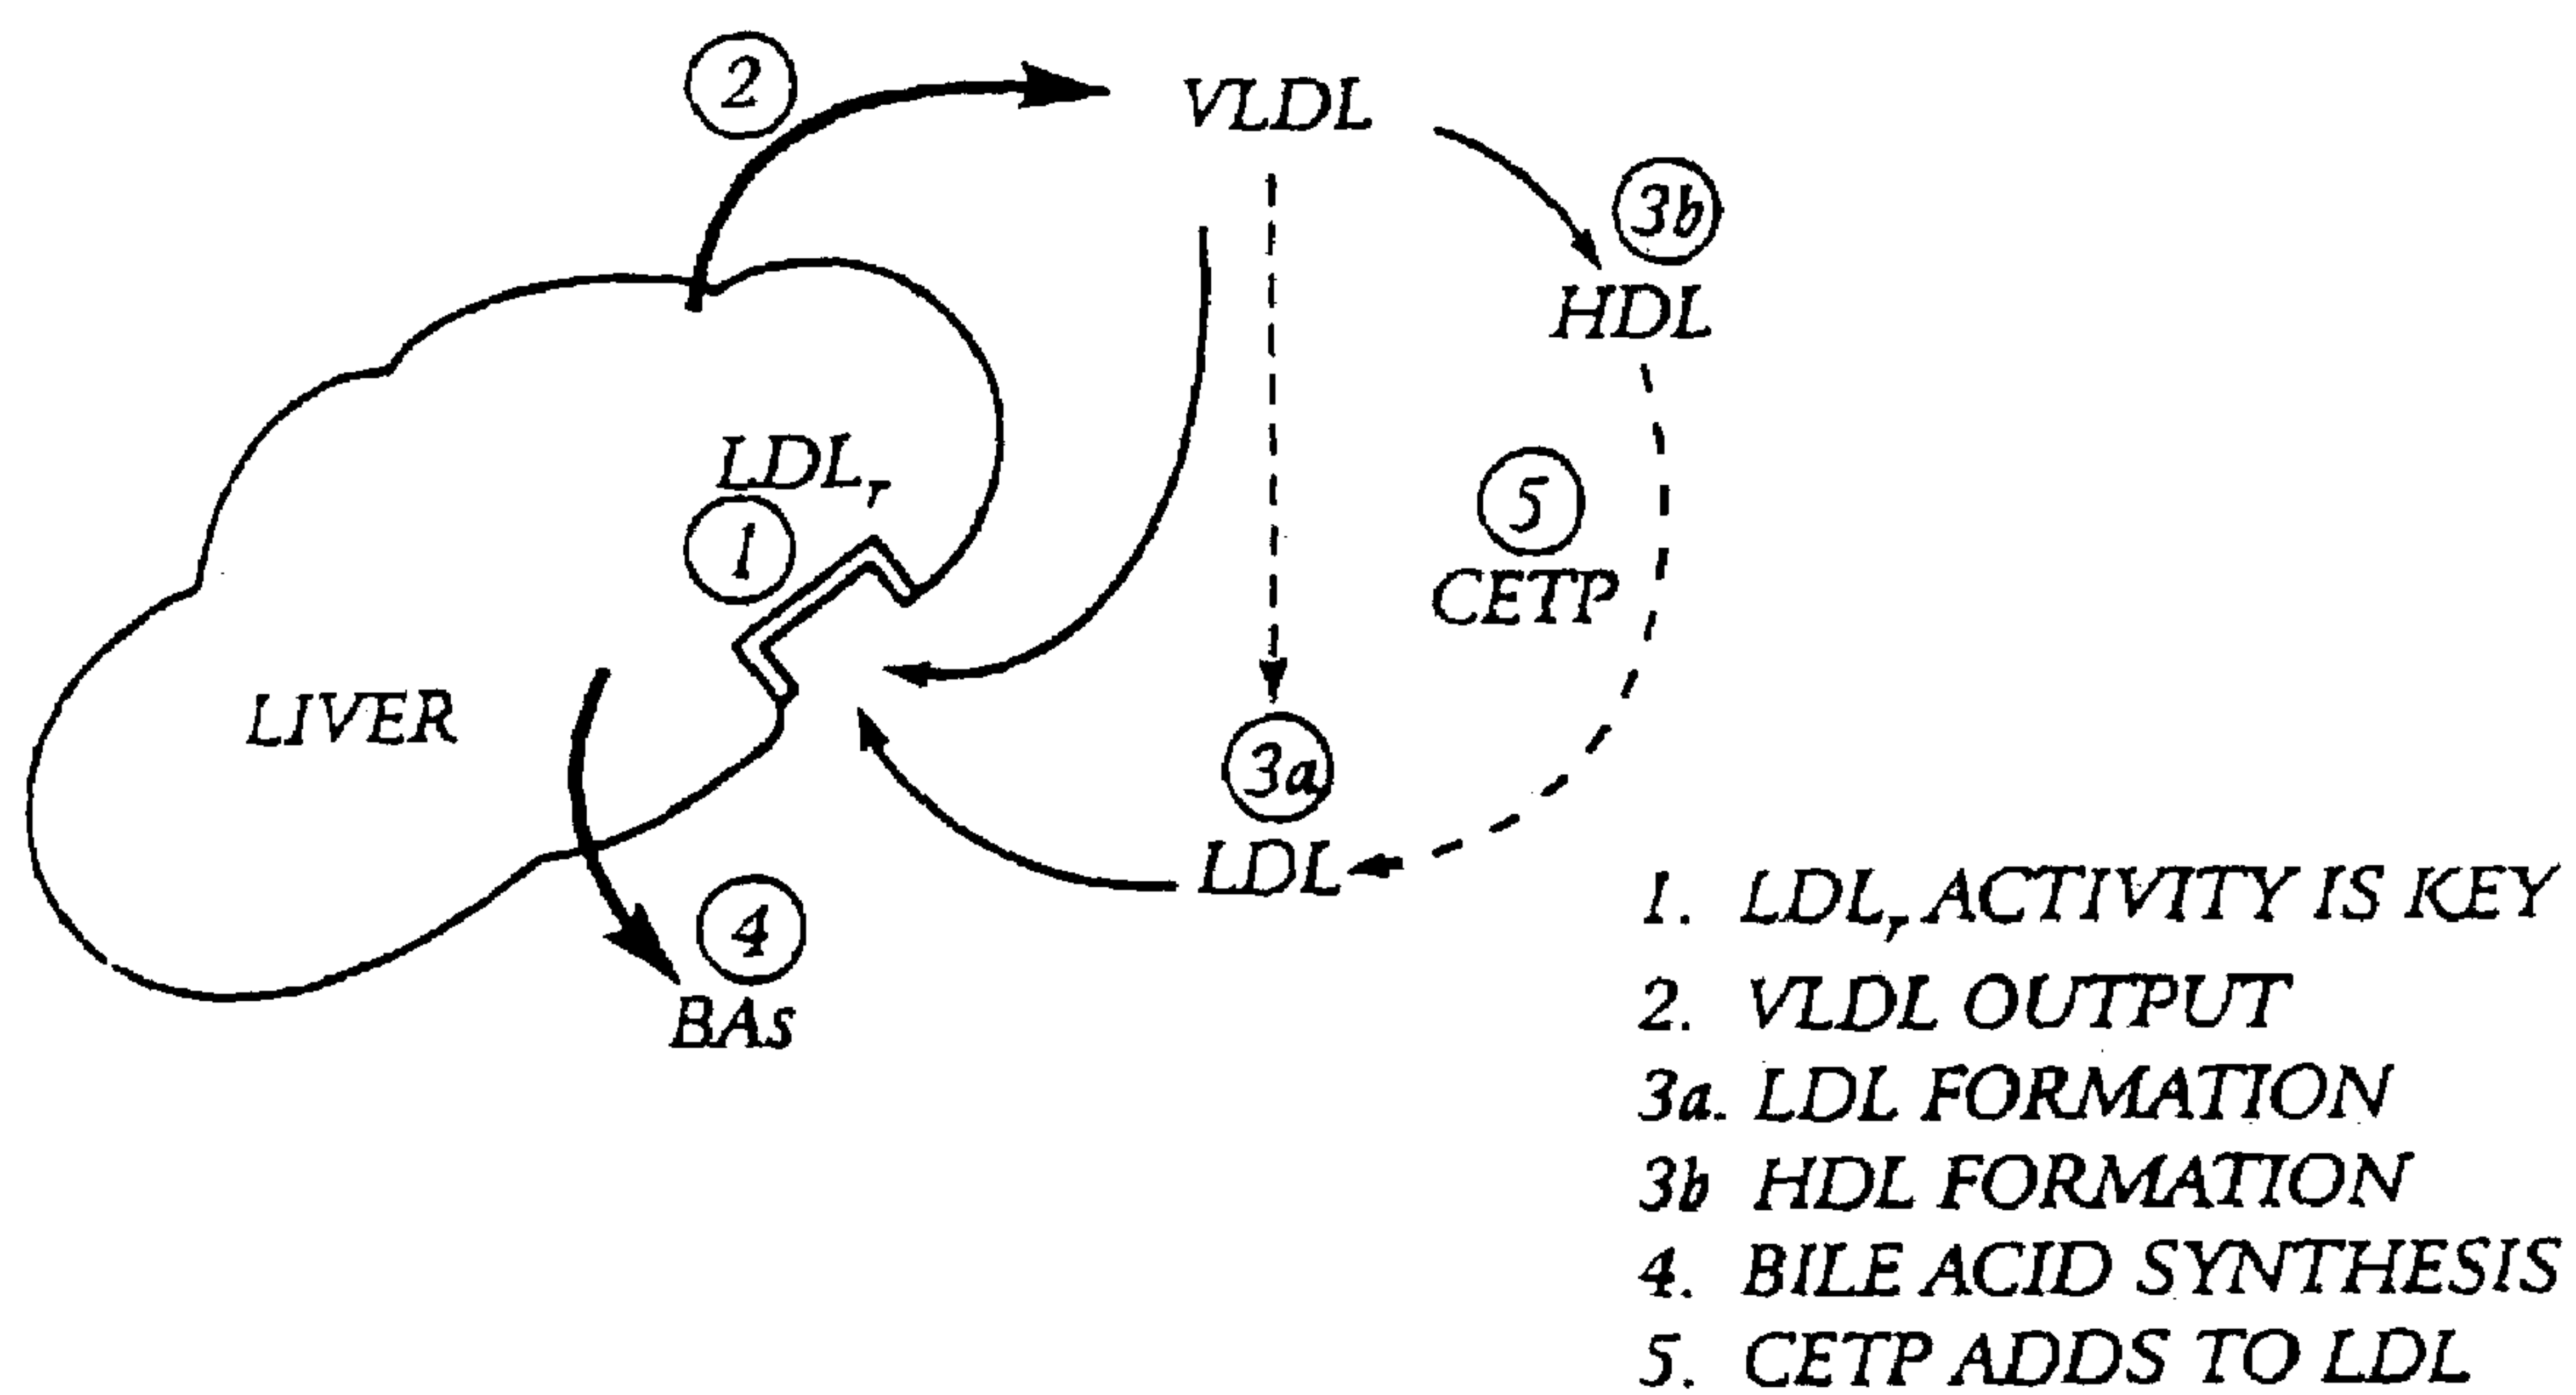 2
VLDL
3b
HDL
LDLr
1
5
CETP
LIVER
3a
LDL
4
BAs
1. LDLr ACTIVITY IS KEY
2. VLDL OUTPUT
3a. LDL FORMATION
3b HDL FORMATION
4. BILE ACID SYNTHESIS
5. CETP ADDS TO LDL